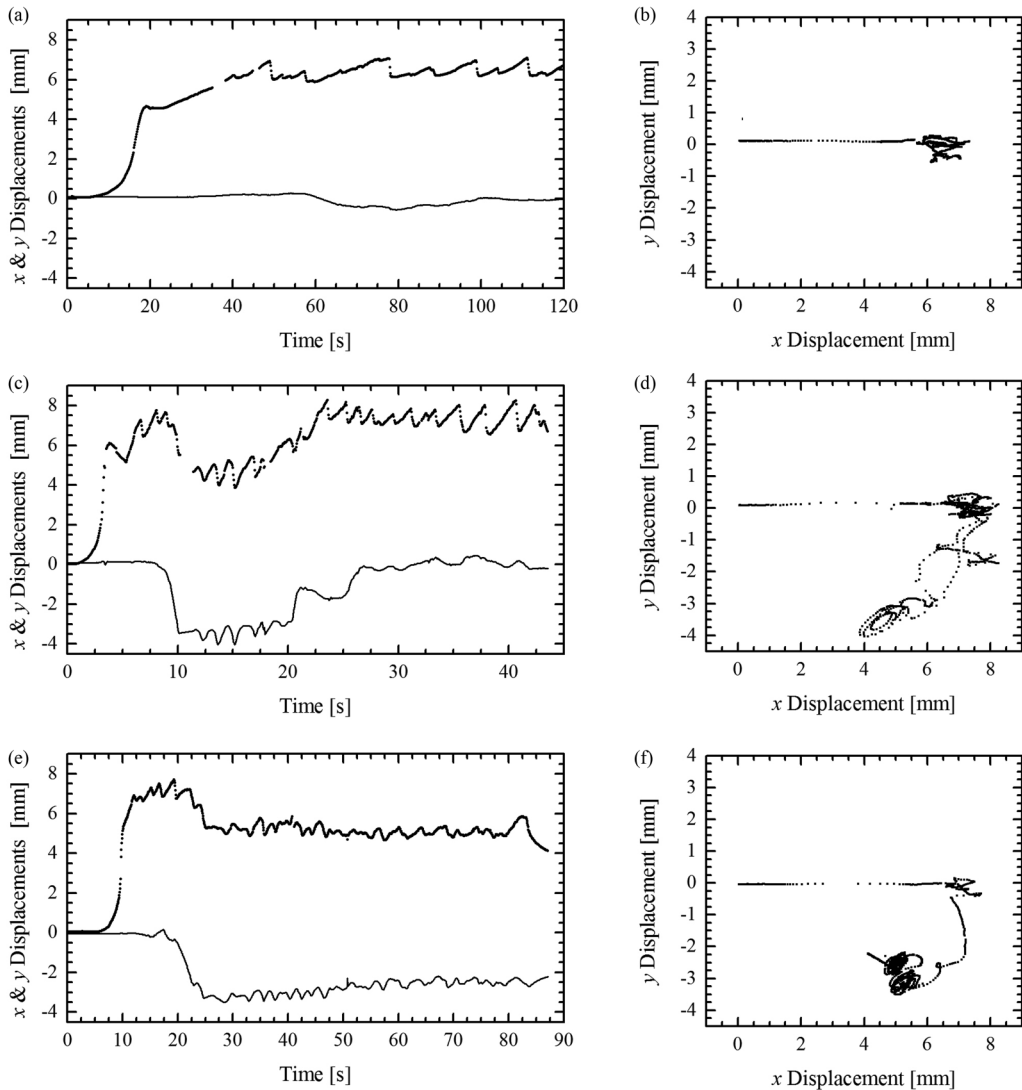 (a)
x & y Displacements [mm]
8
6
4
2
0
-2
-4
0 20 40 60 80 100 120
Time [s]
(b)
y Displacement [mm]
4
3
2
1
0
-1
-2
-3
-4
0 2 4 6 8
x Displacement [mm]
(c)
x & y Displacements [mm]
8
6
4
2
0
-2
-4
0 10 20 30 40
Time [s]
(d)
y Displacement [mm]
4
3
2
1
0
-1
-2
-3
-4
0 2 4 6 8
x Displacement [mm]
(e)
x & y Displacements [mm]
8
6
4
2
0
-2
-4
0 10 20 30 40 50 60 70 80 90
Time [s]
(f)
y Displacement [mm]
4
3
2
1
0
-1
-2
-3
-4
0 2 4 6 8
x Displacement [mm]